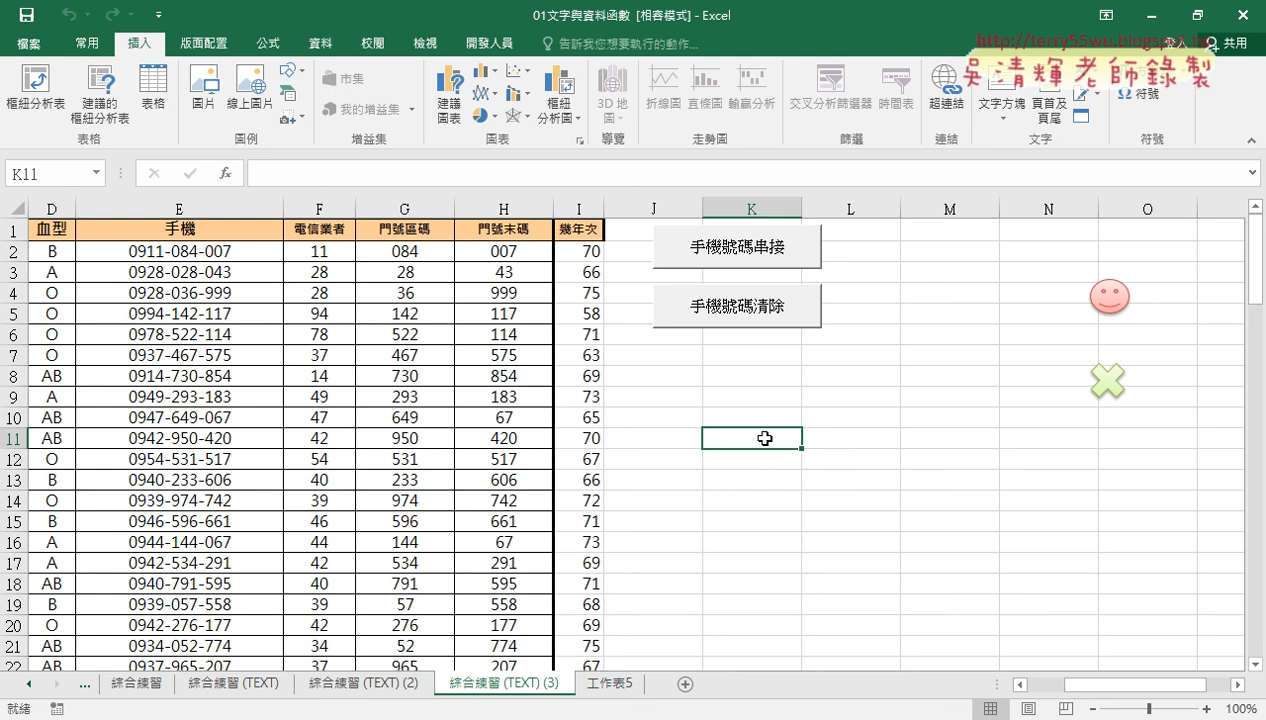 01文字與資料函數 [相容模式] - Excel
http://terry55wu.blogspot.tw
吳清輝老師錄製
檔案 常用 插入 版面配置 公式 資料 校閱 檢視 開發人員 告訴我您想要執行的動作... 登入 共用
樞紐分析表 建議的樞紐分析表 表格 圖片 線上圖片 市集 我的增益集 建議圖表 樞紐分析圖 3D 地圖 折線圖 直條圖 輸贏分析 交叉分析篩選器 時間表 超連結 文字方塊 頁首及頁尾 Ω 符號
表格 圖例 增益集 圖表 導覽 走勢圖 篩選 連結 文字 符號
K11 fx
D E F G H I J K L M N O
1 血型 手機 電信業者 門號區碼 門號末碼 幾年次
2 B 0911-084-007 11 084 007 70
手機號碼串接
3 A 0928-028-043 28 28 43 66
4 O 0928-036-999 28 36 999 75
手機號碼清除
5 O 0994-142-117 94 142 117 58
6 O 0978-522-114 78 522 114 71
7 O 0937-467-575 37 467 575 63
8 AB 0914-730-854 14 730 854 69
9 A 0949-293-183 49 293 183 73
10 AB 0947-649-067 47 649 67 65
11 AB 0942-950-420 42 950 420 70
12 O 0954-531-517 54 531 517 67
13 B 0940-233-606 40 233 606 66
14 O 0939-974-742 39 974 742 72
15 B 0946-596-661 46 596 661 71
16 A 0944-144-067 44 144 67 73
17 A 0942-534-291 42 534 291 69
18 AB 0940-791-595 40 791 595 71
19 B 0939-057-558 39 57 558 68
20 O 0942-276-177 42 276 177 69
21 AB 0934-052-774 34 52 774 75
22 AB 0937-965-207 37 965 207 67
... 綜合練習 綜合練習 (TEXT) 綜合練習 (TEXT) (2) 綜合練習 (TEXT) (3) 工作表5
就緒 100%